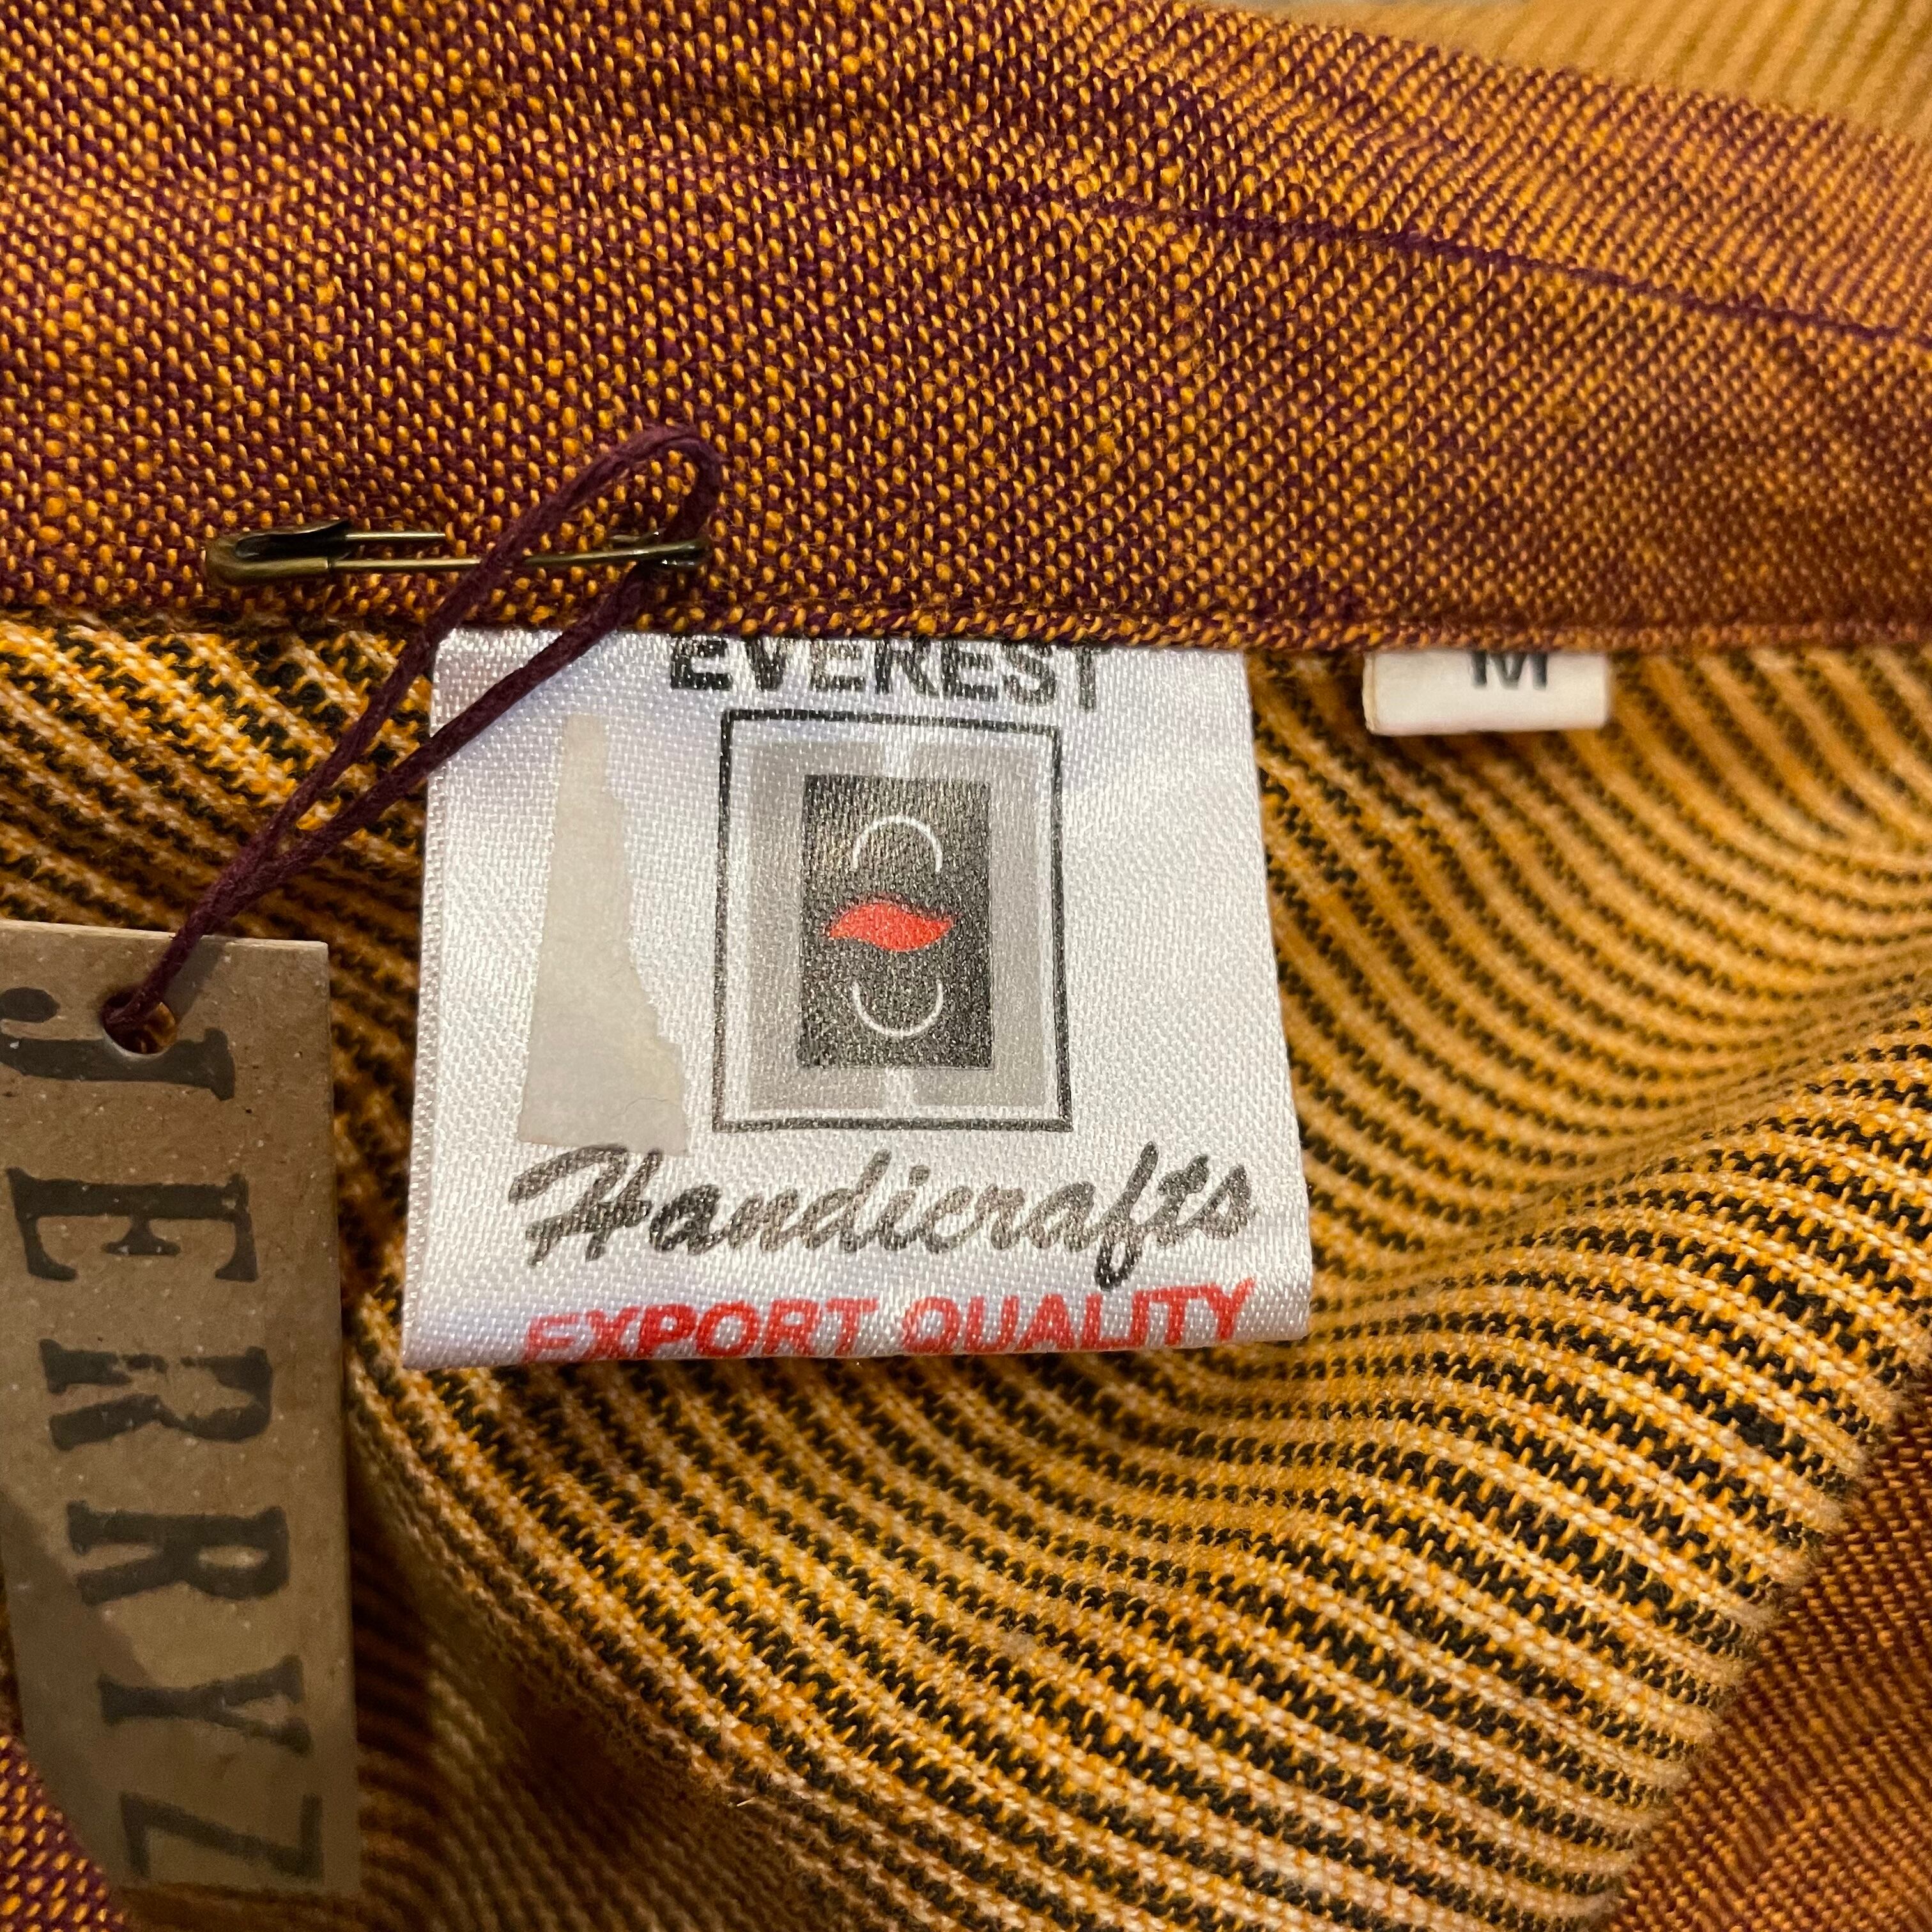 EVEREST
Handicrafts
EXPORT QUALITY
M
JERRYZ